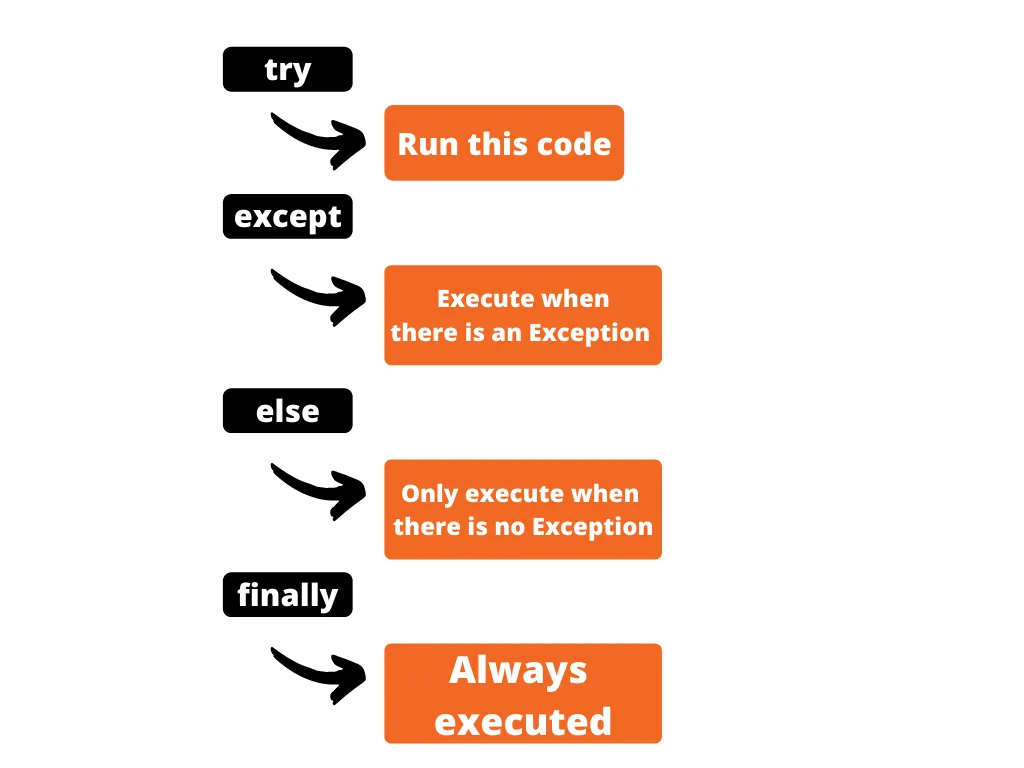 try
Run this code
except
Execute when
there is an Exception
else
Only execute when
there is no Exception
finally
Always
executed